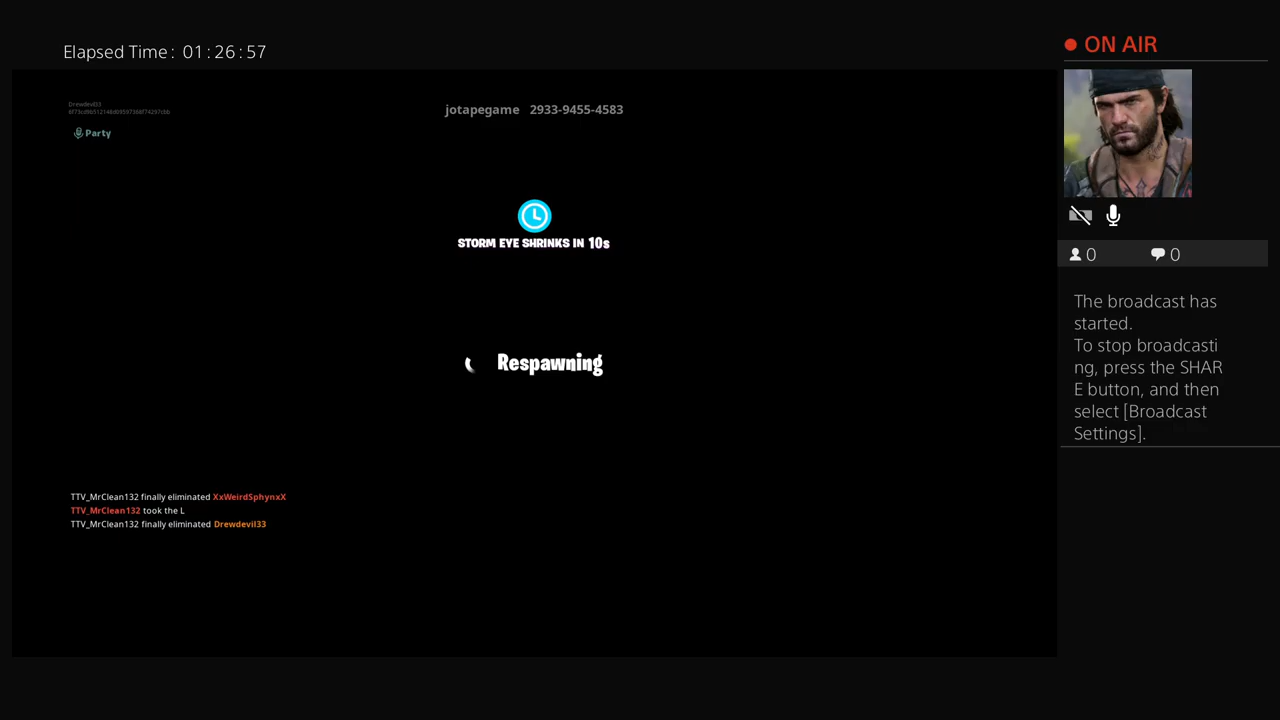 Elapsed Time: 01:26:57
ON AIR
Drewdevil33
jotapegame 2933-9455-4583
Party
0 0
STORM EYE SHRINKS IN 10s
The broadcast has
started.
To stop broadcasti
ng, press the SHAR
E button, and then
select [Broadcast
Settings].
Respawning
TTV_MrClean132 finally eliminated XxWeirdSphynxX
TTV_MrClean132 took the L
TTV_MrClean132 finally eliminated Drewdevil33